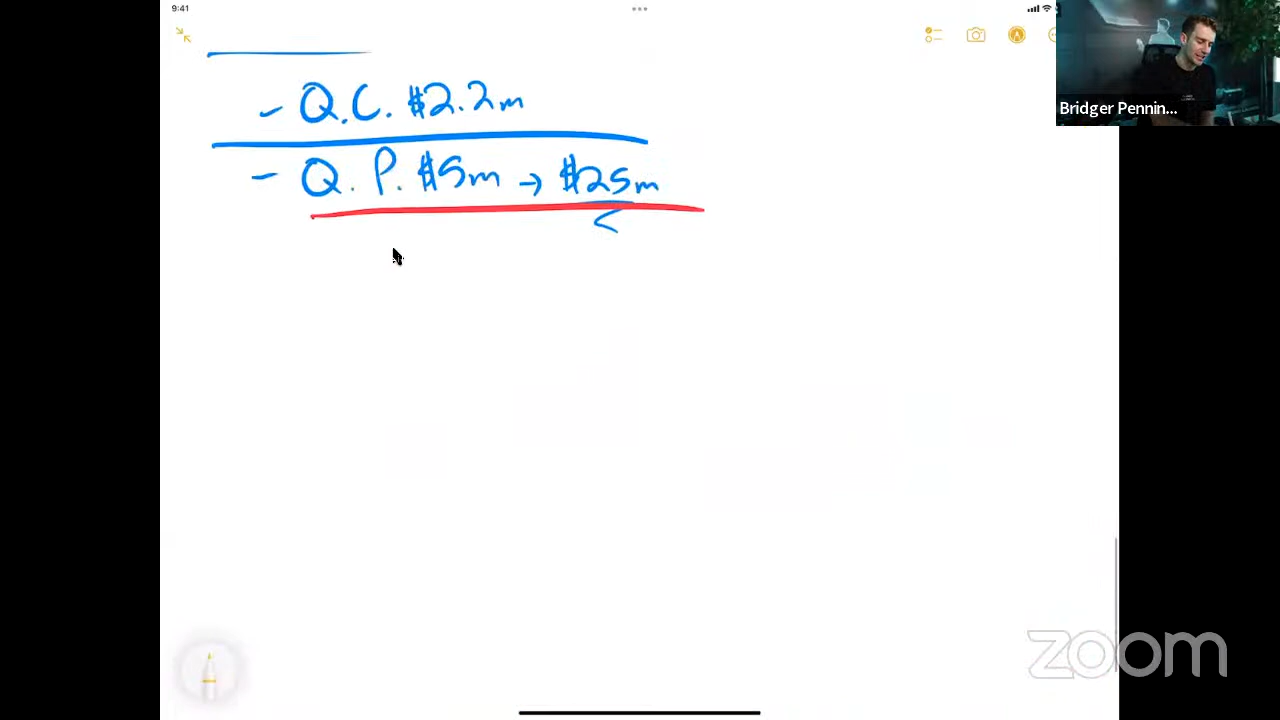 9:41
- Q.C. $2.2m
Bridger Pennin...
- Q.P. $5m → $25m
zoom